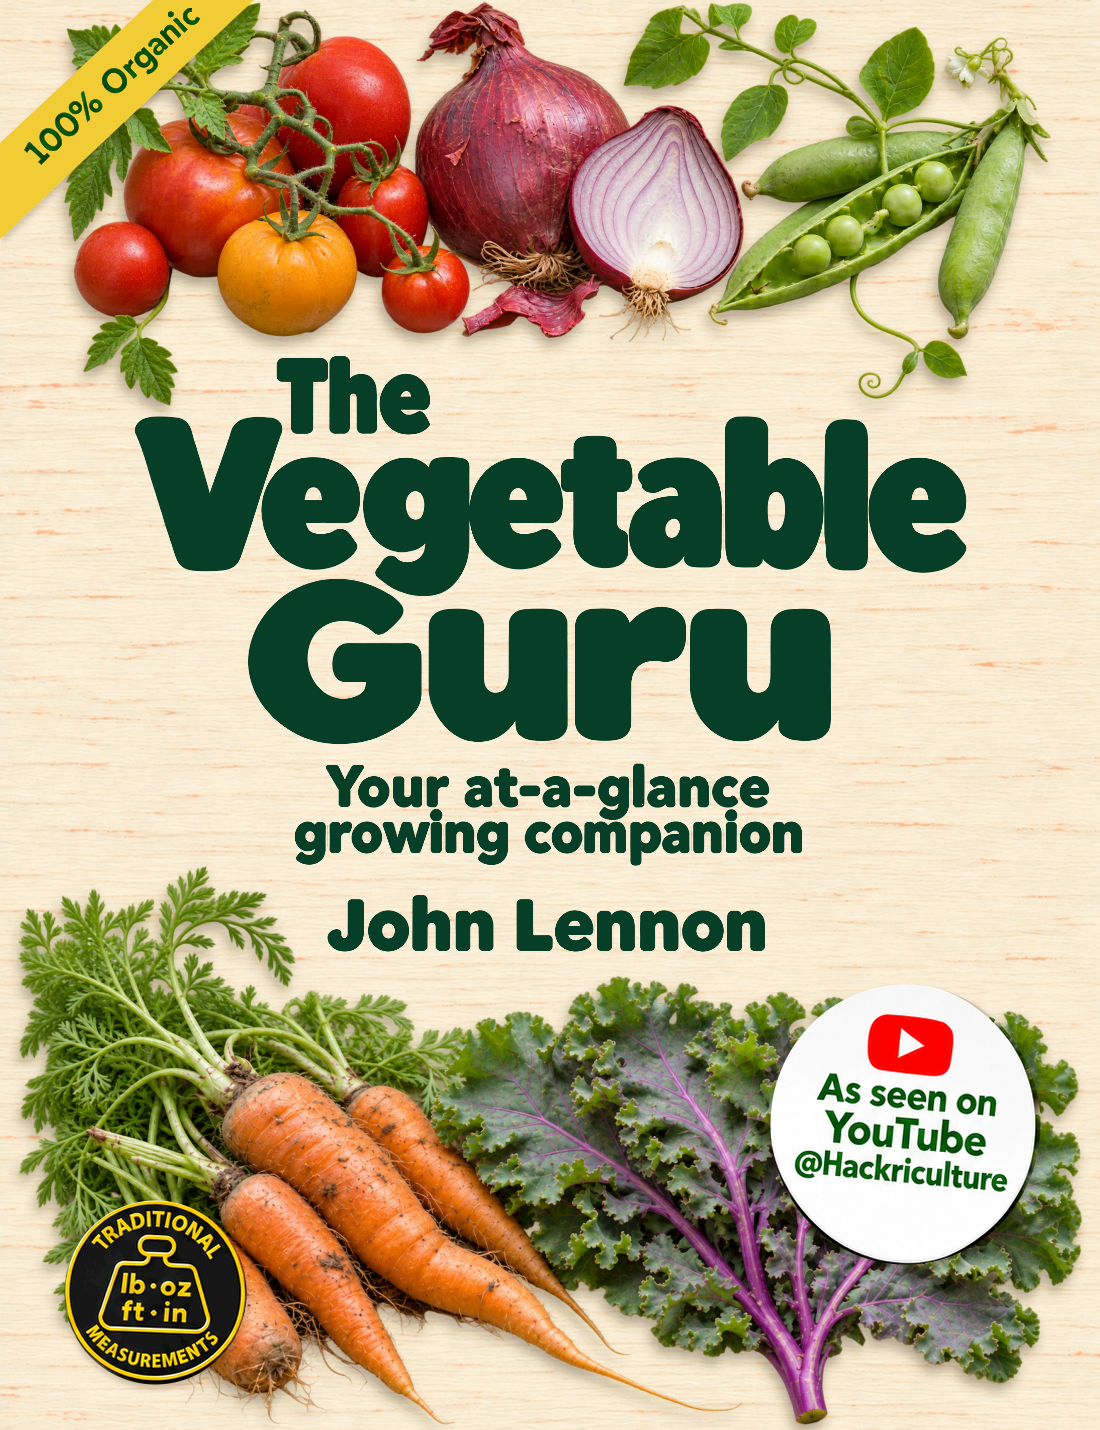 100% Organic
The
Vegetable
Guru
Your at-a-glance
growing companion
John Lennon
As seen on
YouTube
@Hackriculture
TRADITIONAL
lb·oz
ft·in
MEASUREMENTS